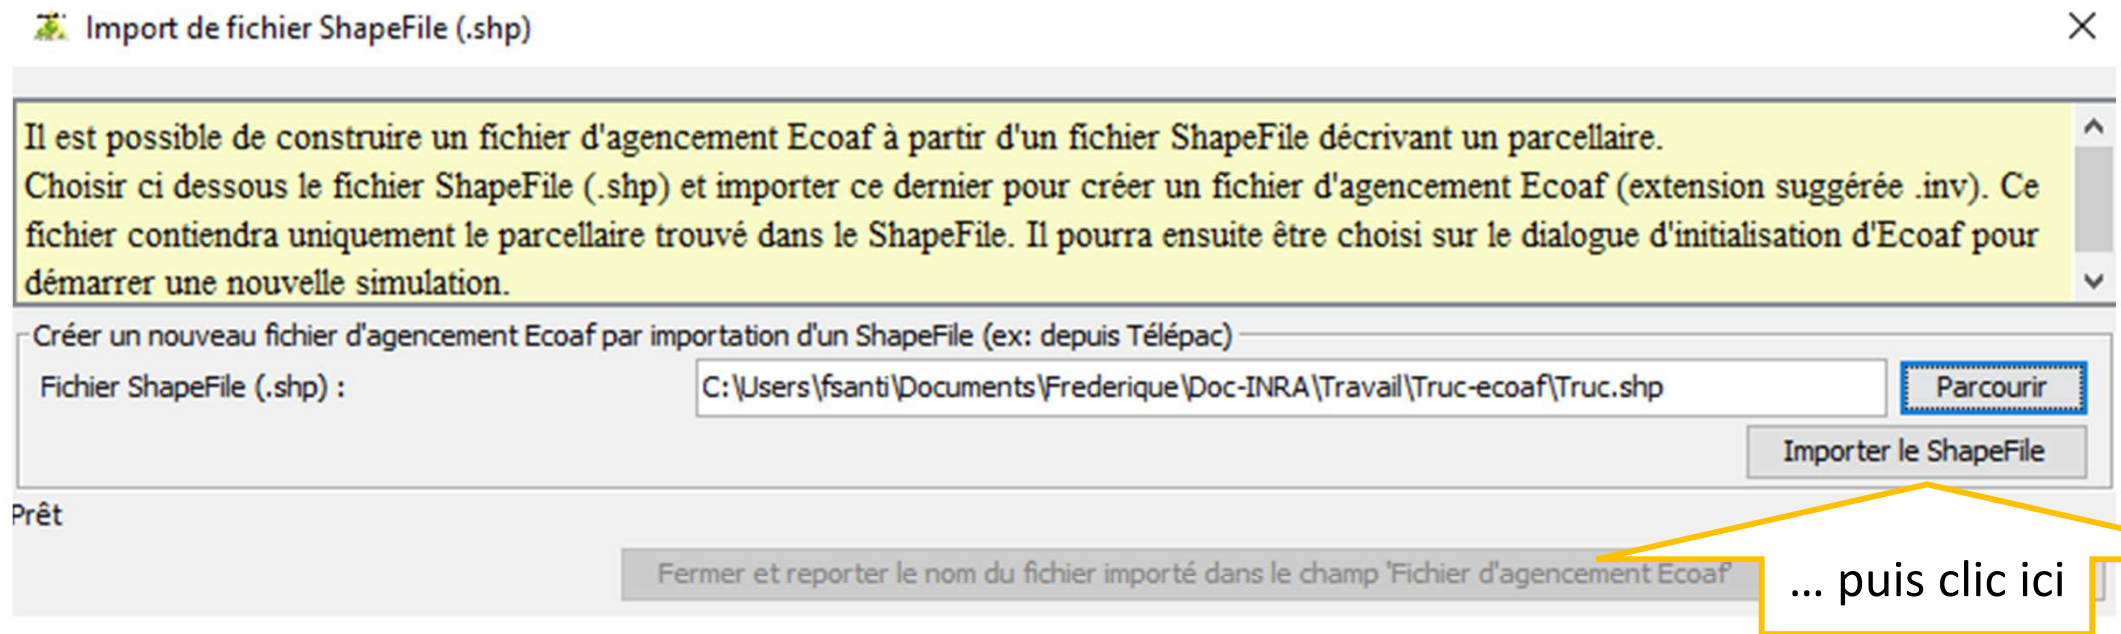 Import de fichier ShapeFile (.shp)
Il est possible de construire un fichier d'agencement Ecoaf à partir d'un fichier ShapeFile décrivant un parcellaire.
Choisir ci dessous le fichier ShapeFile (.shp) et importer ce dernier pour créer un fichier d'agencement Ecoaf (extension suggérée .inv). Ce
fichier contiendra uniquement le parcellaire trouvé dans le ShapeFile. Il pourra ensuite être choisi sur le dialogue d'initialisation d'Ecoaf pour
démarrer une nouvelle simulation.
Créer un nouveau fichier d'agencement Ecoaf par importation d'un ShapeFile (ex: depuis Télépac)
Fichier ShapeFile (.shp) : C:\Users\fsanti\Documents\Frederique\Doc-INRA\Travail\Truc-ecoaf\Truc.shp Parcourir
Importer le ShapeFile
Prêt
Fermer et reporter le nom du fichier importé dans le champ 'Fichier d'agencement Ecoaf'
... puis clic ici